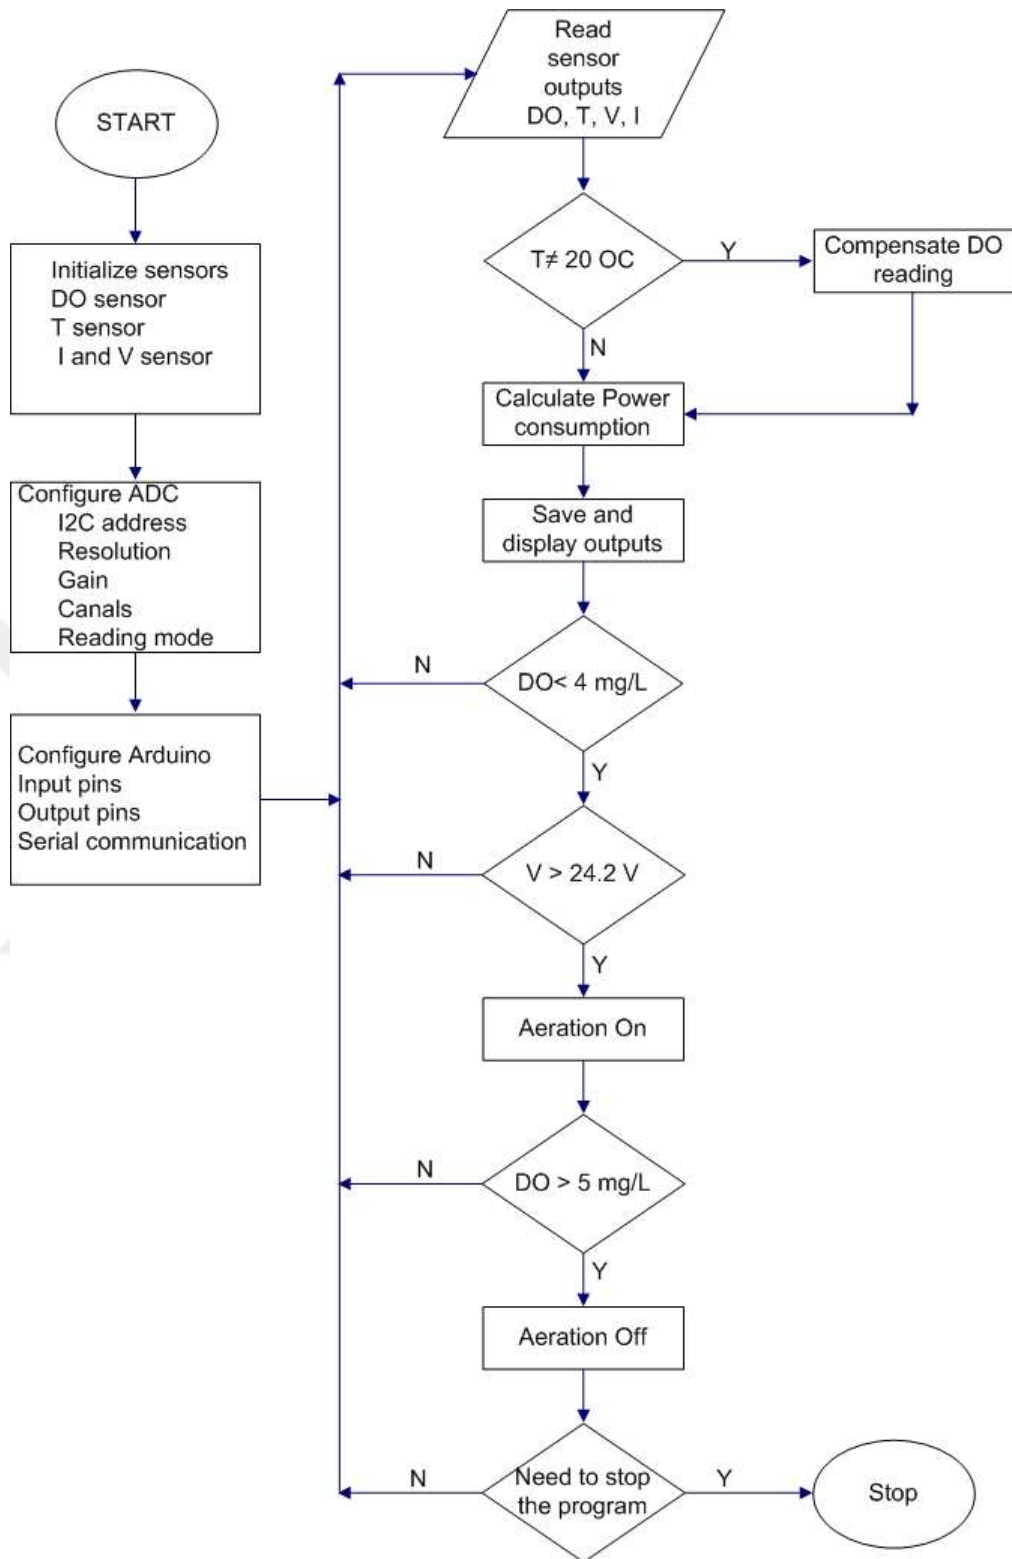 START
Initialize sensors
DO sensor
T sensor
I and V sensor
Configure ADC
I2C address
Resolution
Gain
Canals
Reading mode
Configure Arduino
Input pins
Output pins
Serial communication
Read
sensor
outputs
DO, T, V, I
T≠ 20 OC
Y
Compensate DO
reading
N
Calculate Power
consumption
Save and
display outputs
DO< 4 mg/L
N
Y
V > 24.2 V
N
Y
Aeration On
DO > 5 mg/L
N
Y
Aeration Off
Need to stop
the program
N
Y
Stop